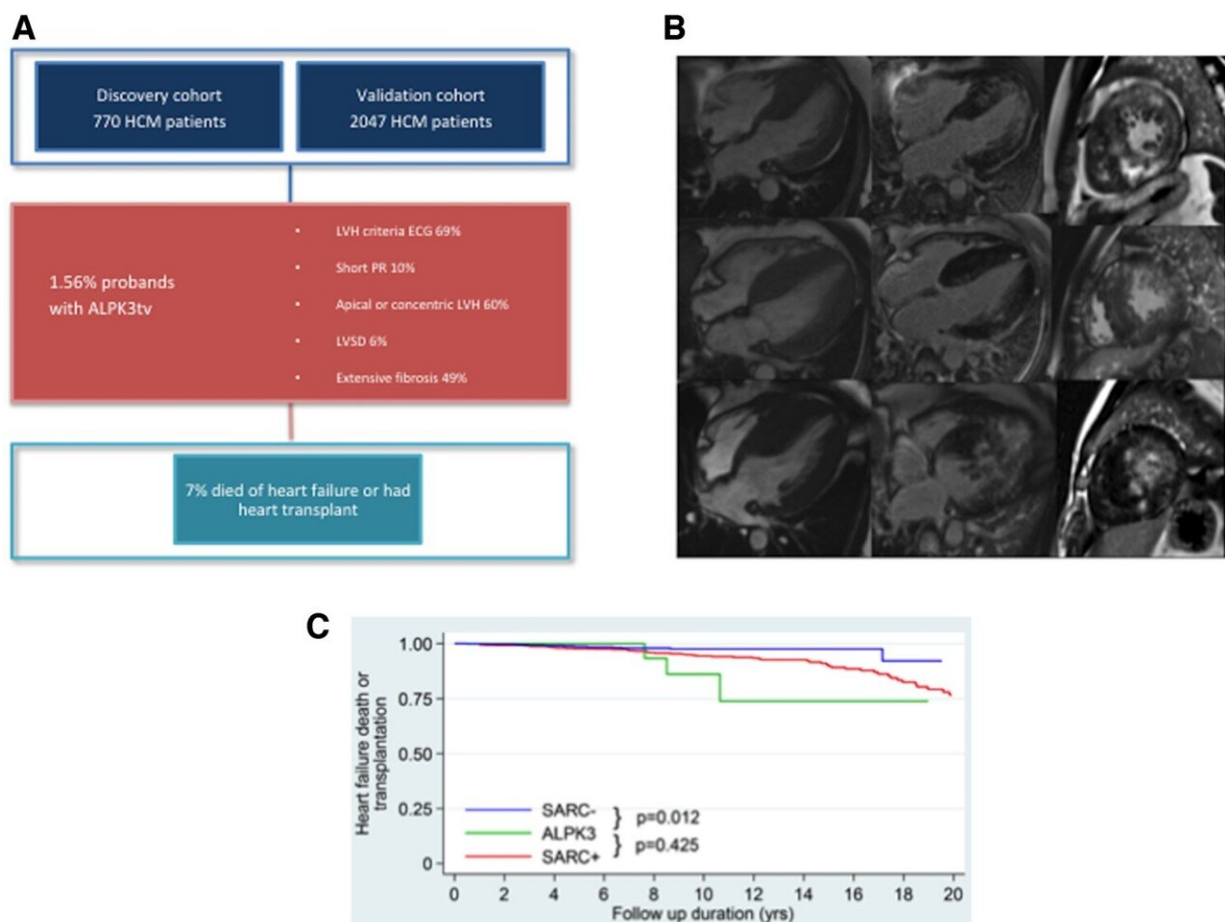 A
Discovery cohort
770 HCM patients
Validation cohort
2047 HCM patients
1.56% probands
with ALPK3tv
▪ LVH criteria ECG 69%
▪ Short PR 10%
▪ Apical or concentric LVH 60%
▪ LVSD 6%
▪ Extensive fibrosis 49%
7% died of heart failure or had
heart transplant
B
C
Heart failure death or
transplantation
1.00
0.75
0.50
0.25
0
SARC-
ALPK3
SARC+
} p=0.012
} p=0.425
0 2 4 6 8 10 12 14 16 18 20
Follow up duration (yrs)